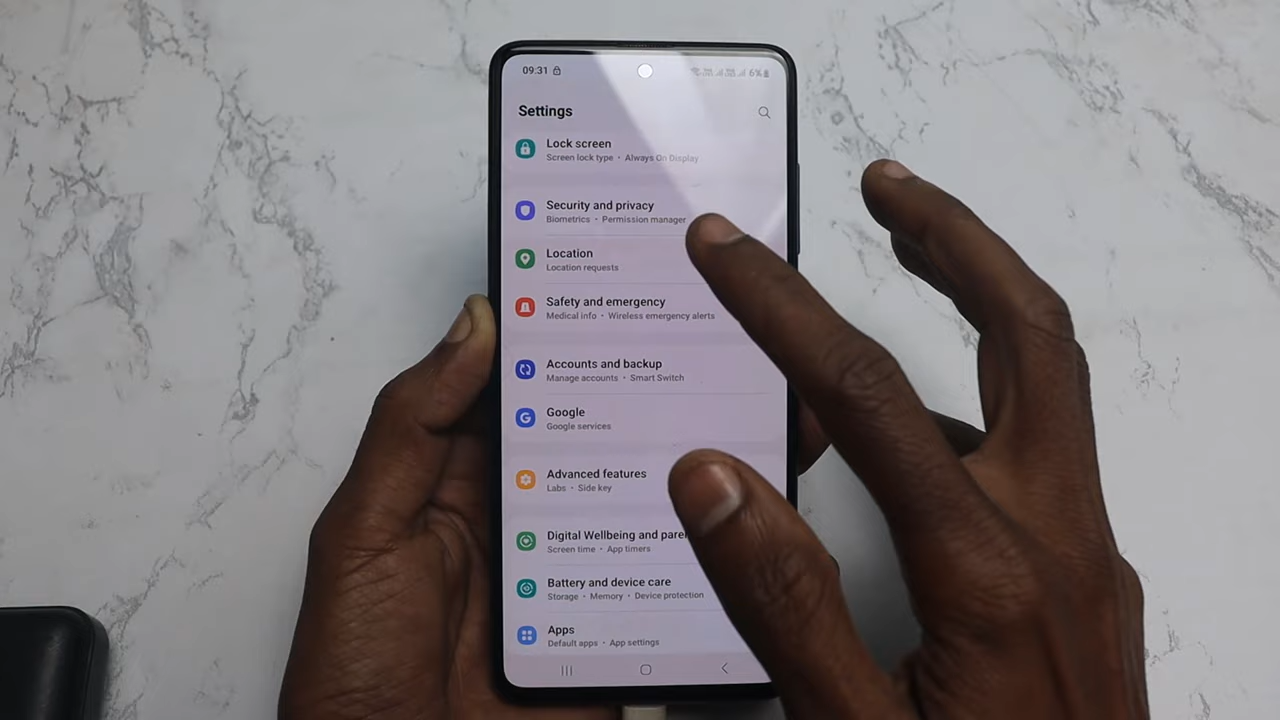 09:31
6%
Settings
Lock screen
Screen lock type • Always On Display
Security and privacy
Biometrics • Permission manager
Location
Location requests
Safety and emergency
Medical info • Wireless emergency alerts
Accounts and backup
Manage accounts • Smart Switch
Google
Google services
Advanced features
Labs • Side key
Digital Wellbeing and pare
Screen time • App timers
Battery and device care
Storage • Memory • Device protection
Apps
Default apps • App settings